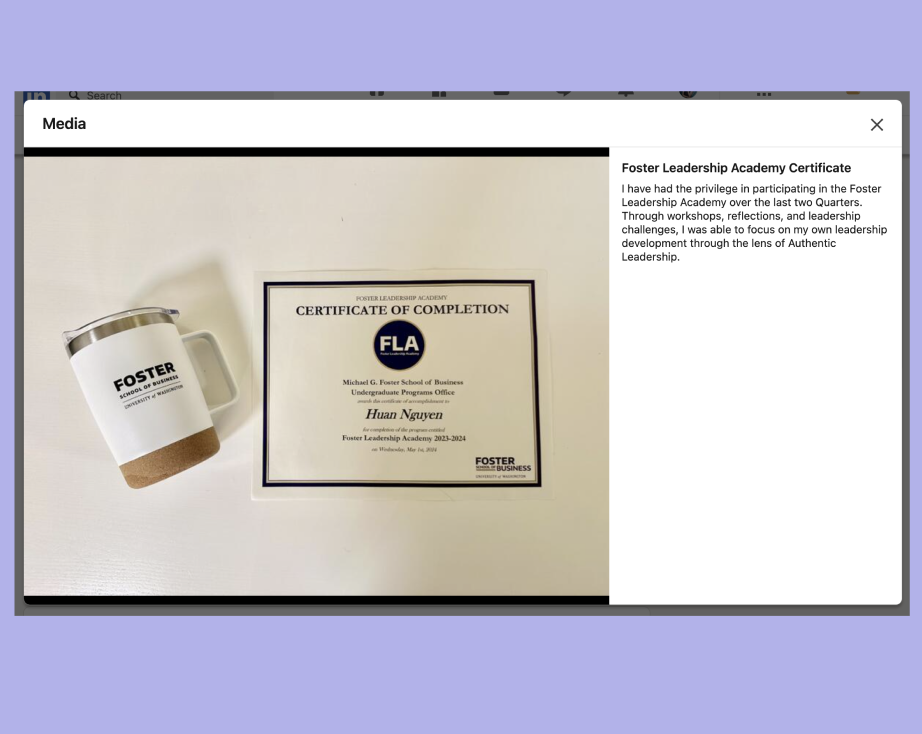 Search
Media
Foster Leadership Academy Certificate
I have had the privilege in participating in the Foster
Leadership Academy over the last two Quarters.
Through workshops, reflections, and leadership
challenges, I was able to focus on my own leadership
development through the lens of Authentic
Leadership.
FOSTER
SCHOOL OF BUSINESS
UNIVERSITY of WASHINGTON
FOSTER LEADERSHIP ACADEMY
CERTIFICATE OF COMPLETION
FLA
Foster Leadership Academy
Michael G. Foster School of Business
Undergraduate Programs Office
awards this certificate of accomplishment to
Huan Nguyen
for completion of the program entitled
Foster Leadership Academy 2023-2024
on Wednesday, May 1st, 2024
FOSTER
SCHOOL OF BUSINESS
UNIVERSITY of WASHINGTON